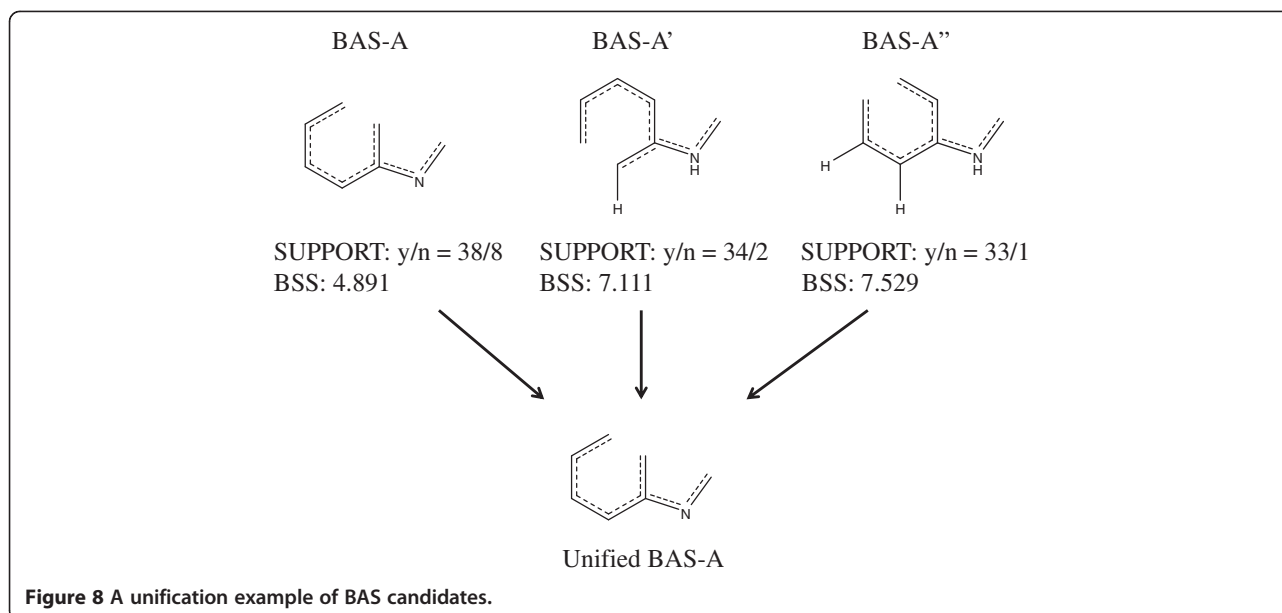 BAS-A
BAS-A'
BAS-A”
N
N
H
H
N
H
H
H
SUPPORT: y/n = 38/8
BSS: 4.891
SUPPORT: y/n = 34/2
BSS: 7.111
SUPPORT: y/n = 33/1
BSS: 7.529
N
Unified BAS-A
Figure 8 A unification example of BAS candidates.